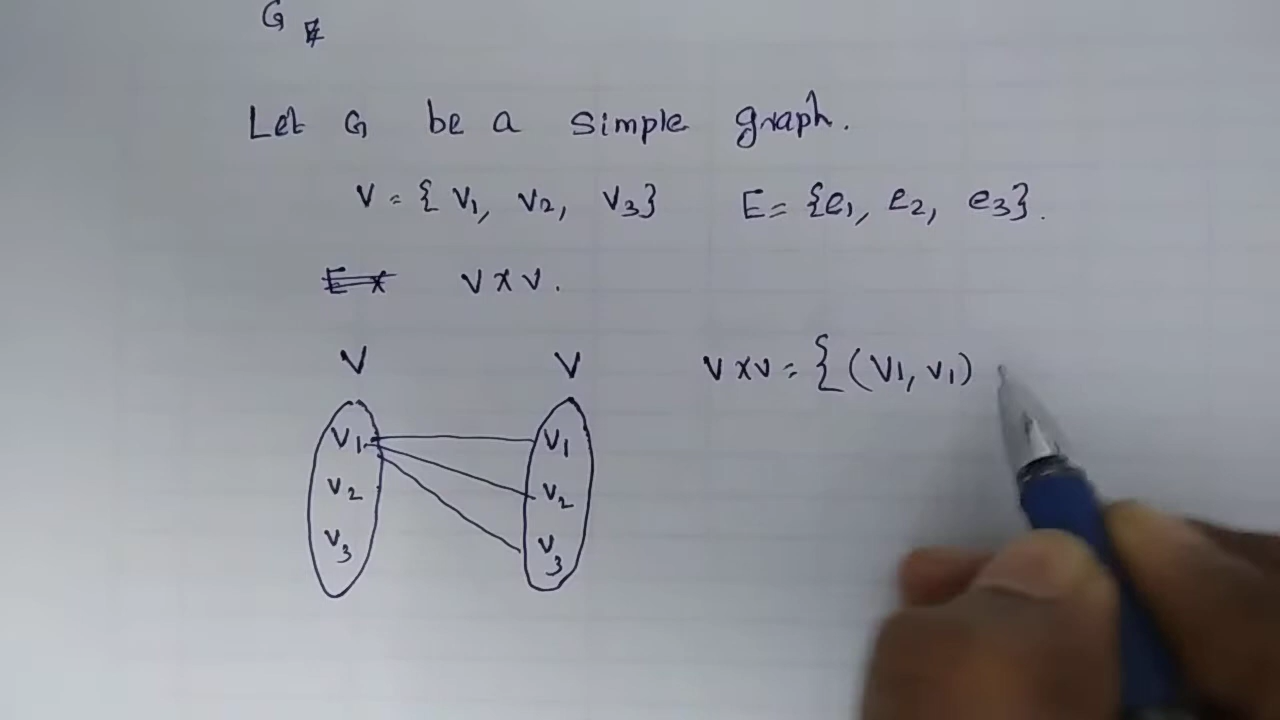 G
Let G be a simple graph.
V = { v1, v2, v3} E = {e1, e2, e3}.
E x V x V.
V V
V x V = { (V1, v1)
v1 v1
v2 v2
v3 v3